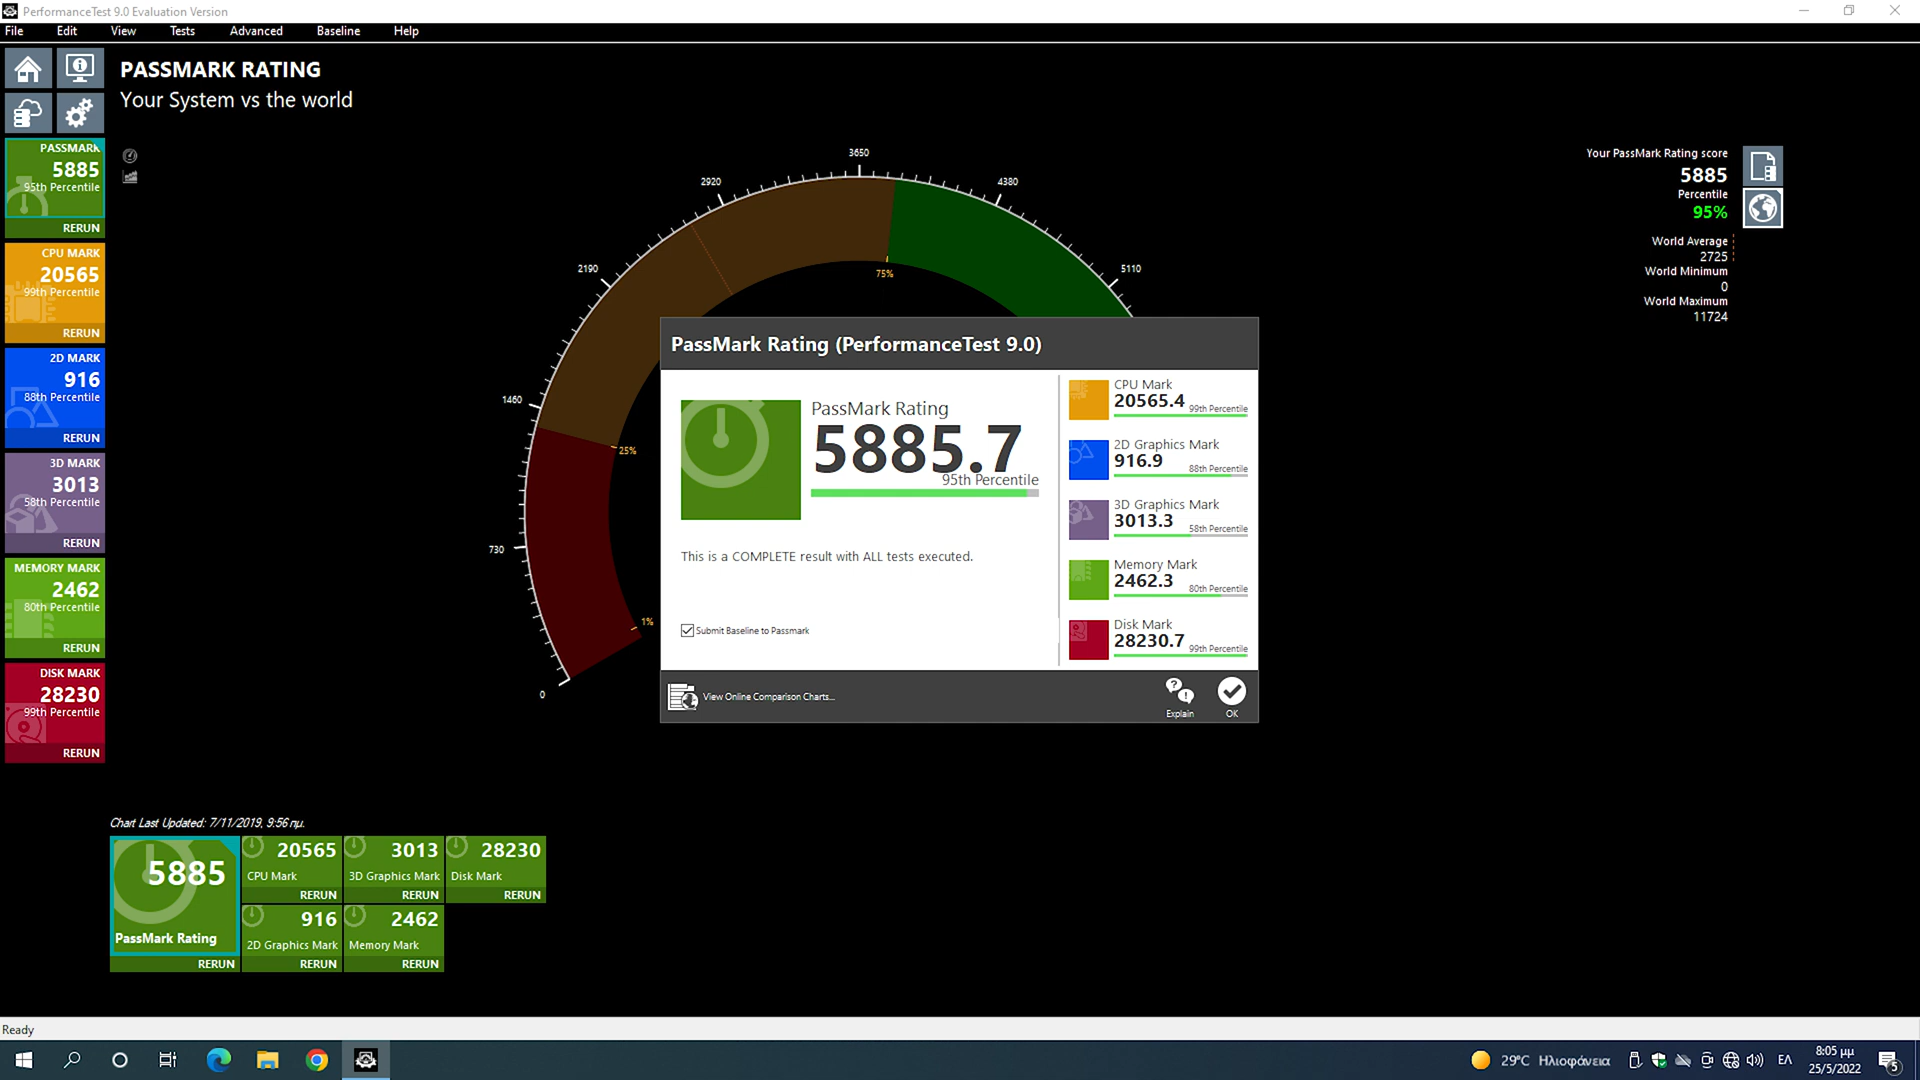 PerformanceTest 9.0 Evaluation Version
File Edit View Tests Advanced Baseline Help
PASSMARK RATING
Your System vs the world
PASSMARK
5885
95th Percentile
RERUN
CPU MARK
20565
99th Percentile
RERUN
2D MARK
916
88th Percentile
RERUN
3D MARK
3013
58th Percentile
RERUN
MEMORY MARK
2462
80th Percentile
RERUN
DISK MARK
28230
99th Percentile
RERUN
0
730
1460
2190
2920
3650
4380
5110
1%
25%
75%
Your PassMark Rating score
5885
Percentile
95%
World Average
2725
World Minimum
0
World Maximum
11724
PassMark Rating (PerformanceTest 9.0)
PassMark Rating
5885.7
95th Percentile
This is a COMPLETE result with ALL tests executed.
Submit Baseline to Passmark
CPU Mark
20565.4 99th Percentile
2D Graphics Mark
916.9 88th Percentile
3D Graphics Mark
3013.3 58th Percentile
Memory Mark
2462.3 80th Percentile
Disk Mark
28230.7 99th Percentile
View Online Comparison Charts...
Explain
OK
Chart Last Updated: 7/11/2019, 9:56 πμ.
5885
PassMark Rating
RERUN
20565
CPU Mark
RERUN
3013
3D Graphics Mark
RERUN
28230
Disk Mark
RERUN
916
2D Graphics Mark
RERUN
2462
Memory Mark
RERUN
Ready
29°C Ηλιοφάνεια
ΕΛ
8:05 μμ
25/5/2022
5